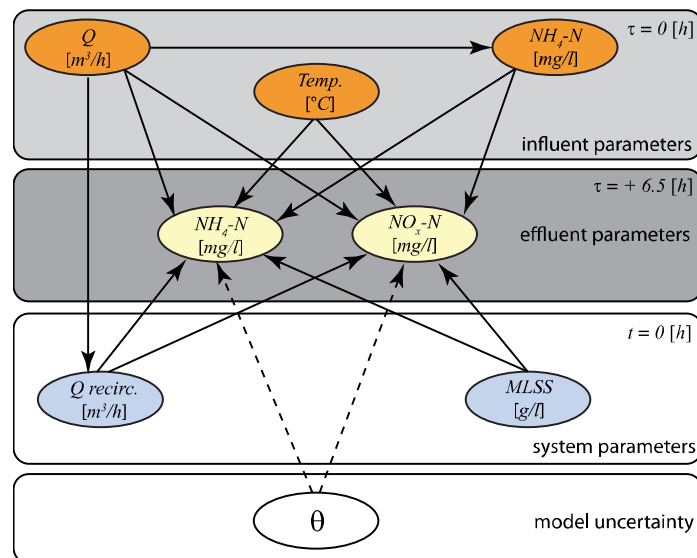 Q
[m³/h]
NH₄-N
[mg/l]
τ = 0 [h]
Temp.
[°C]
influent parameters
τ = + 6.5 [h]
NH₄-N
[mg/l]
NOₓ-N
[mg/l]
effluent parameters
t = 0 [h]
Q recirc.
[m³/h]
MLSS
[g/l]
system parameters
θ
model uncertainty